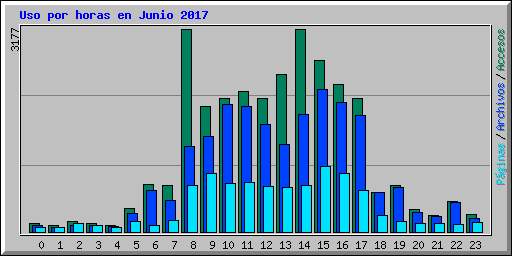 Uso por horas en Junio 2017
3177
Páginas / Archivos / Accesos
0 1 2 3 4 5 6 7 8 9 10 11 12 13 14 15 16 17 18 19 20 21 22 23